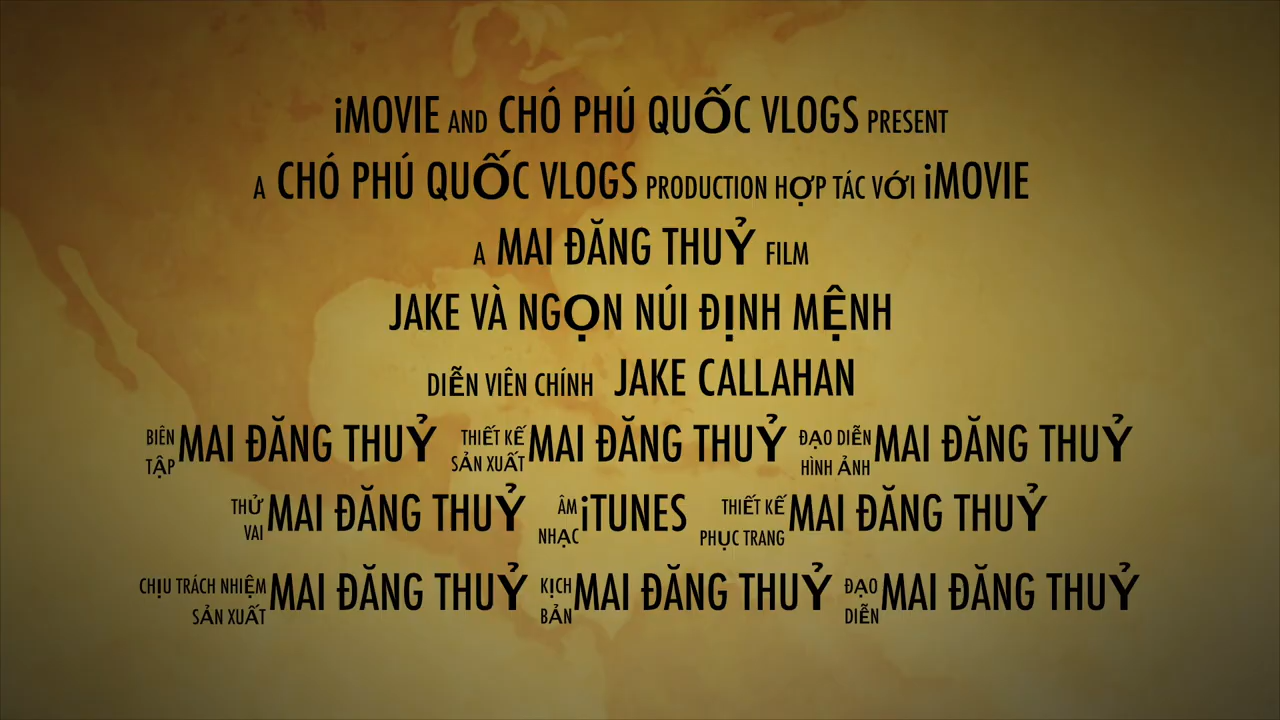 iMOVIE AND CHÓ PHÚ QUỐC VLOGS PRESENT
A CHÓ PHÚ QUỐC VLOGS PRODUCTION HỢP TÁC VỚI iMOVIE
A MAI ĐĂNG THUỶ FILM
JAKE VÀ NGỌN NÚI ĐỊNH MỆNH
DIỄN VIÊN CHÍNH JAKE CALLAHAN
BIÊN TẬP MAI ĐĂNG THUỶ THIẾT KẾ SẢN XUẤT MAI ĐĂNG THUỶ ĐẠO DIỄN HÌNH ẢNH MAI ĐĂNG THUỶ
THỬ VAI MAI ĐĂNG THUỶ ÂM NHẠC iTUNES THIẾT KẾ PHỤC TRANG MAI ĐĂNG THUỶ
CHỊU TRÁCH NHIỆM SẢN XUẤT MAI ĐĂNG THUỶ KỊCH BẢN MAI ĐĂNG THUỶ ĐẠO DIỄN MAI ĐĂNG THUỶ